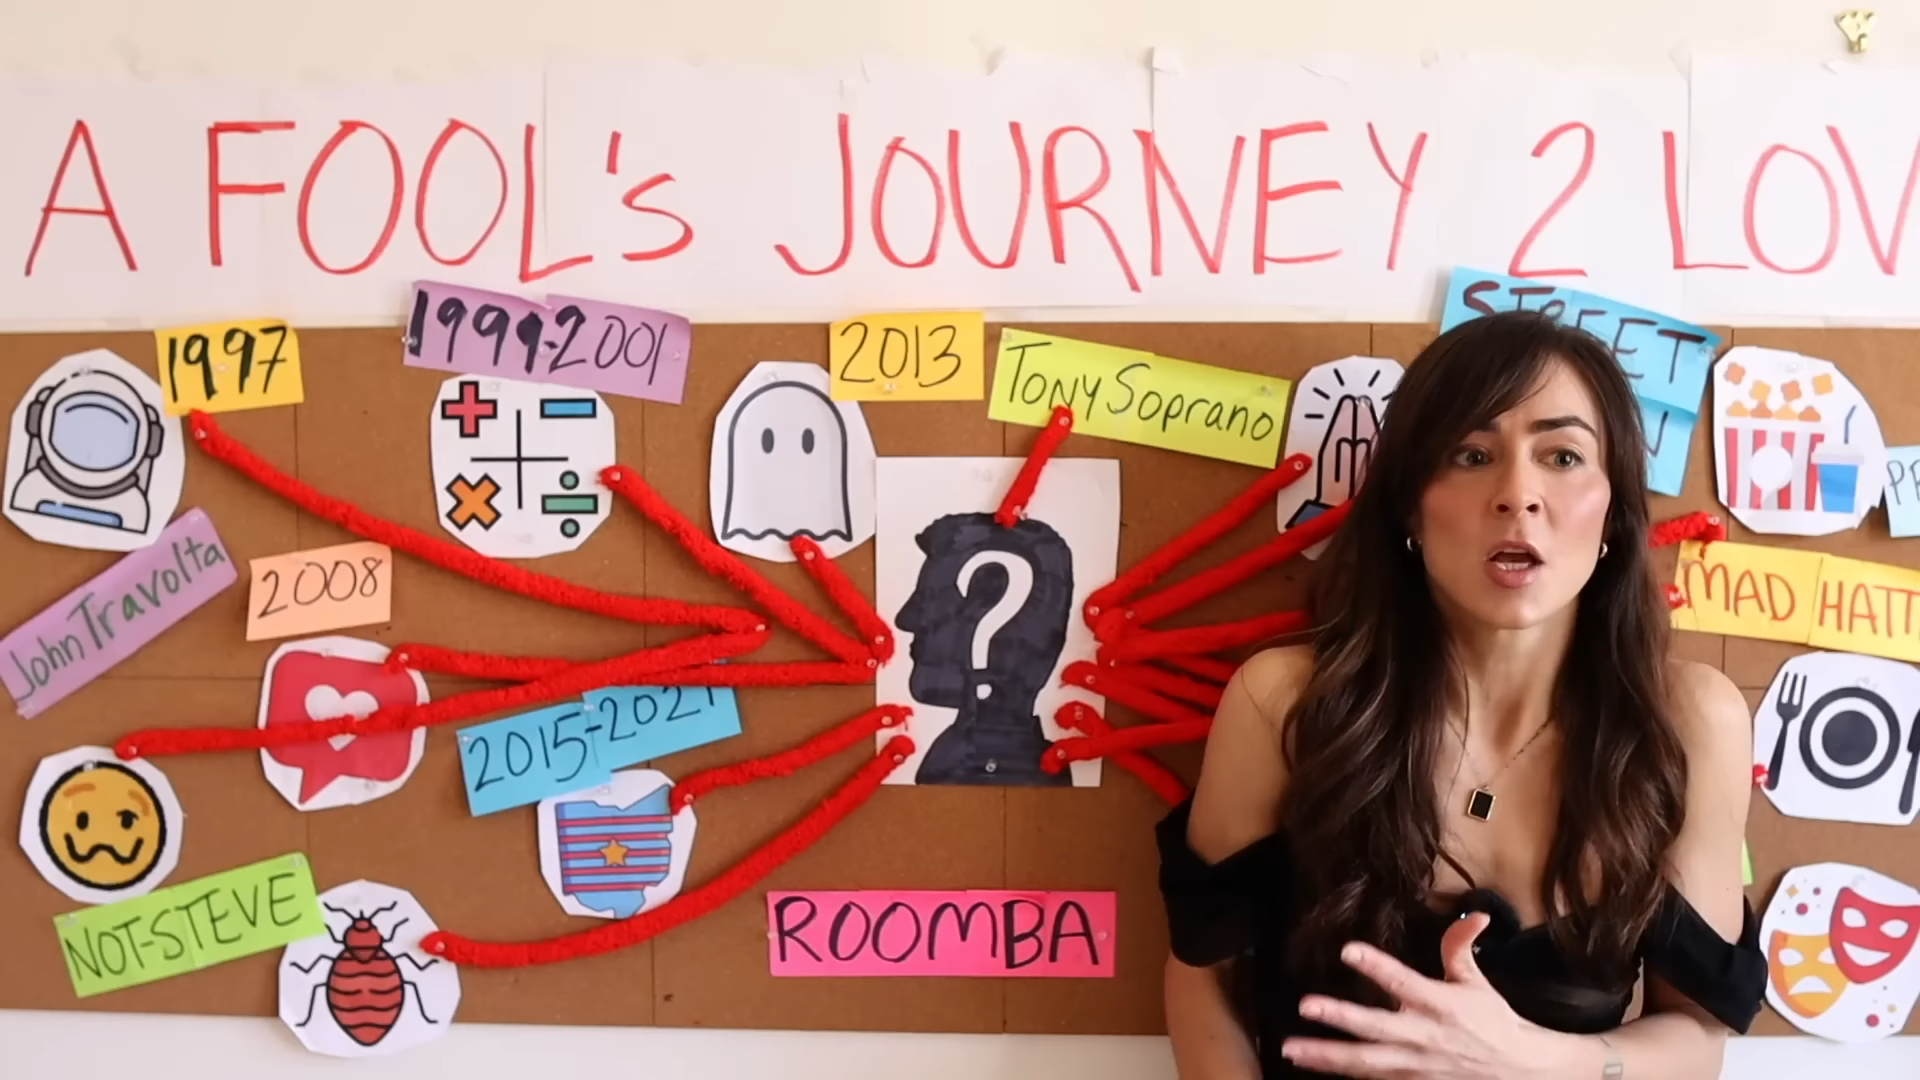 A FOOL's JOURNEY 2 LOV
1997
1999-2001
2013
Tony Soprano
STREET
John Travolta
2008
?
MAD HATT
2015-2021
NOT-STEVE
ROOMBA